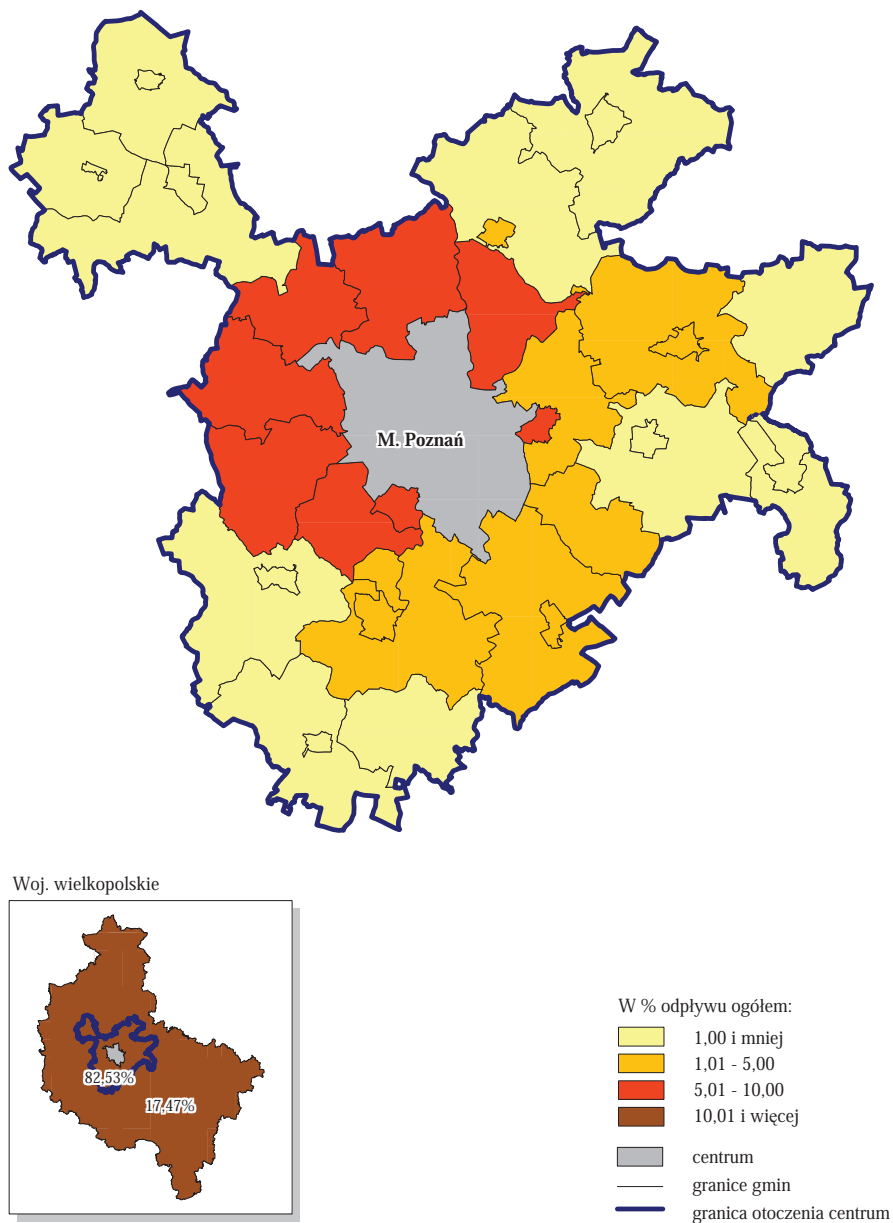 M. Poznań
Woj. wielkopolskie
82,53%
17,47%
W % odpływu ogółem:
1,00 i mniej
1,01 - 5,00
5,01 - 10,00
10,01 i więcej
centrum
granice gmin
granica otoczenia centrum